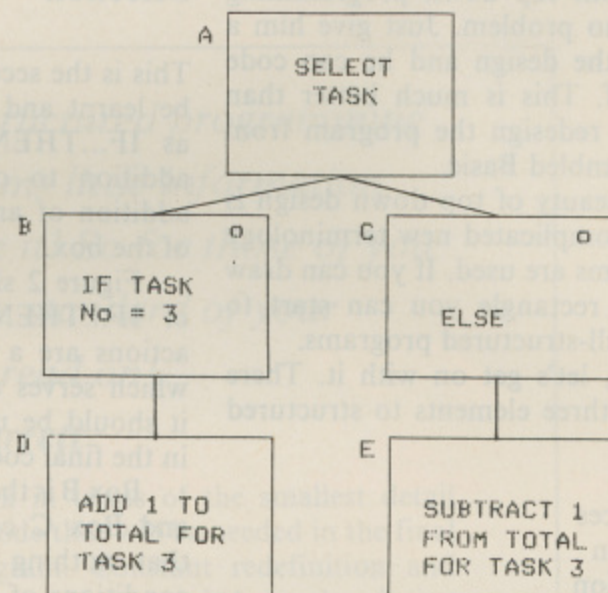 A
SELECT
TASK
B
o
IF TASK
No = 3
C
o
ELSE
D
ADD 1 TO
TOTAL FOR
TASK 3
E
SUBTRACT 1
FROM TOTAL
FOR TASK 3